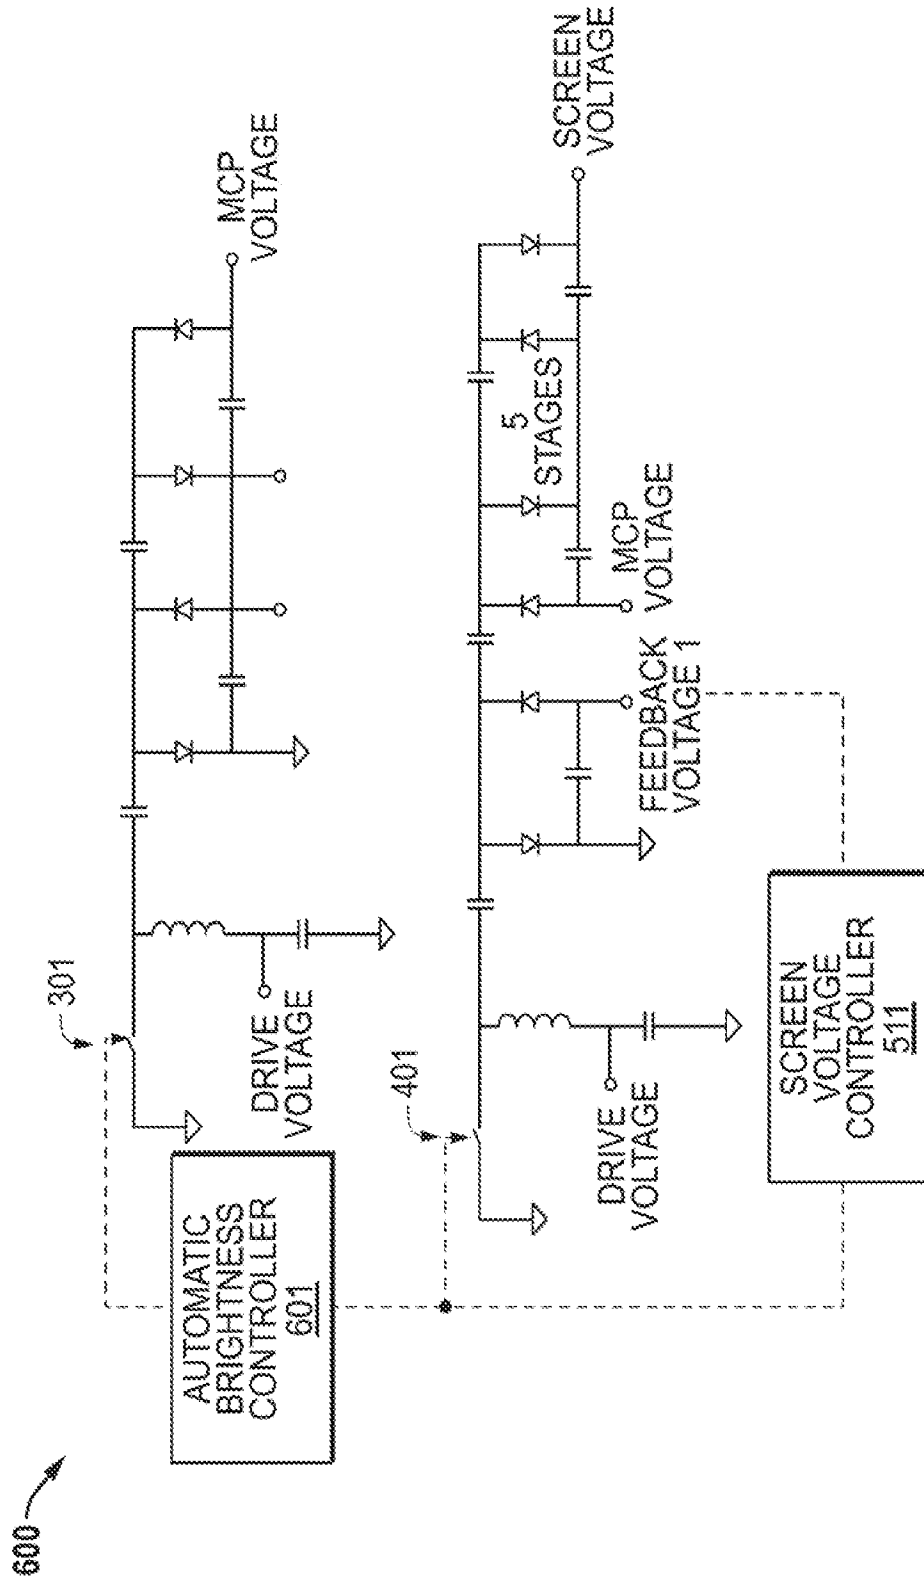 600
AUTOMATIC
BRIGHTNESS
CONTROLLER
601
301
DRIVE
VOLTAGE
MCP
VOLTAGE
401
DRIVE
VOLTAGE
FEEDBACK
VOLTAGE 1
MCP
VOLTAGE
5
STAGES
SCREEN
VOLTAGE
SCREEN
VOLTAGE
CONTROLLER
511